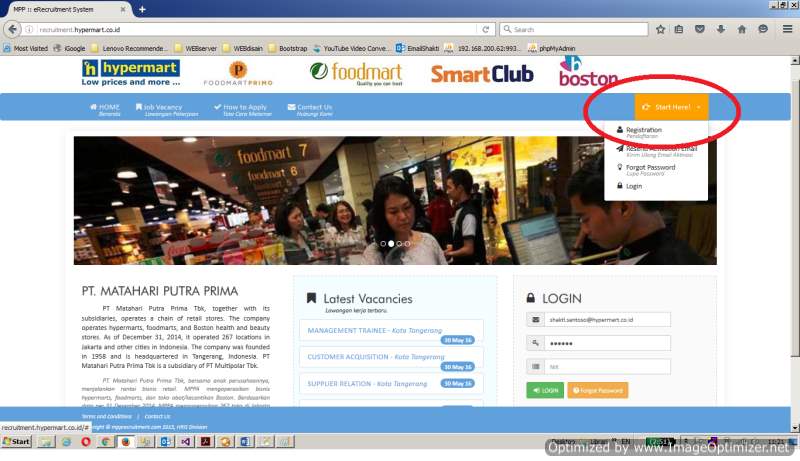 MPP :: eRecruitment System
recruitment.hypermart.co.id
Search
Most Visited
iGoogle
Lenovo Recommende...
WEBserver
WEBdisain
Bootstrap
YouTube Video Conve...
EmailShakti
192.168.200.62:993...
phpMyAdmin
hypermart
Low prices and more...
FOODMARTPRIMO
foodmart
Quality you can trust
SmartClub
boston
HOME
Beranda
Job Vacancy
Lowongan Pekerjaan
How to Apply
Tata Cara Melamar
Contact Us
Hubungi Kami
Start Here!
Registration
Pendaftaran
Email
Kirim Ulang Email Aktivasi
Forgot Password
Lupa Password
Login
foodmart 7
foodmart 6
PT. MATAHARI PUTRA PRIMA
PT Matahari Putra Prima Tbk, together with its
subsidiaries, operates a chain of retail stores. The company
operates hypermarts, foodmarts, and Boston health and beauty
stores. As of December 31, 2014, it operated 267 locations in
Jakarta and other cities in Indonesia. The company was founded
in 1958 and is headquartered in Tangerang, Indonesia. PT
Matahari Putra Prima Tbk is a subsidiary of PT Multipolar Tbk.
PT Matahari Putra Prima Tbk, bersama anak perusahaannya,
menjalankan rantai bisnis retail. MPPA mengoperasikan bisnis
hypermarts, foodmarts, dan toko obat/kecantikan Boston. Berdasarkan
Latest Vacancies
Lowongan kerja terbaru.
MANAGEMENT TRAINEE - Kota Tangerang
30 May 16
CUSTOMER ACQUISITION - Kota Tangerang
30 May 16
SUPPLIER RELATION - Kota Tangerang
30 May 16
LOGIN
shakti.santoso@hypermart.co.id
••••••
LOGIN
Forgot Password?
Terms and Conditions | Contact Us
recruitment.hypermart.co.id/#
right © mpprecruitment.com 2015, HRIS Division
Start
Desktop
Librari
EN
11:21
Optimized by www.ImageOptimizer.net